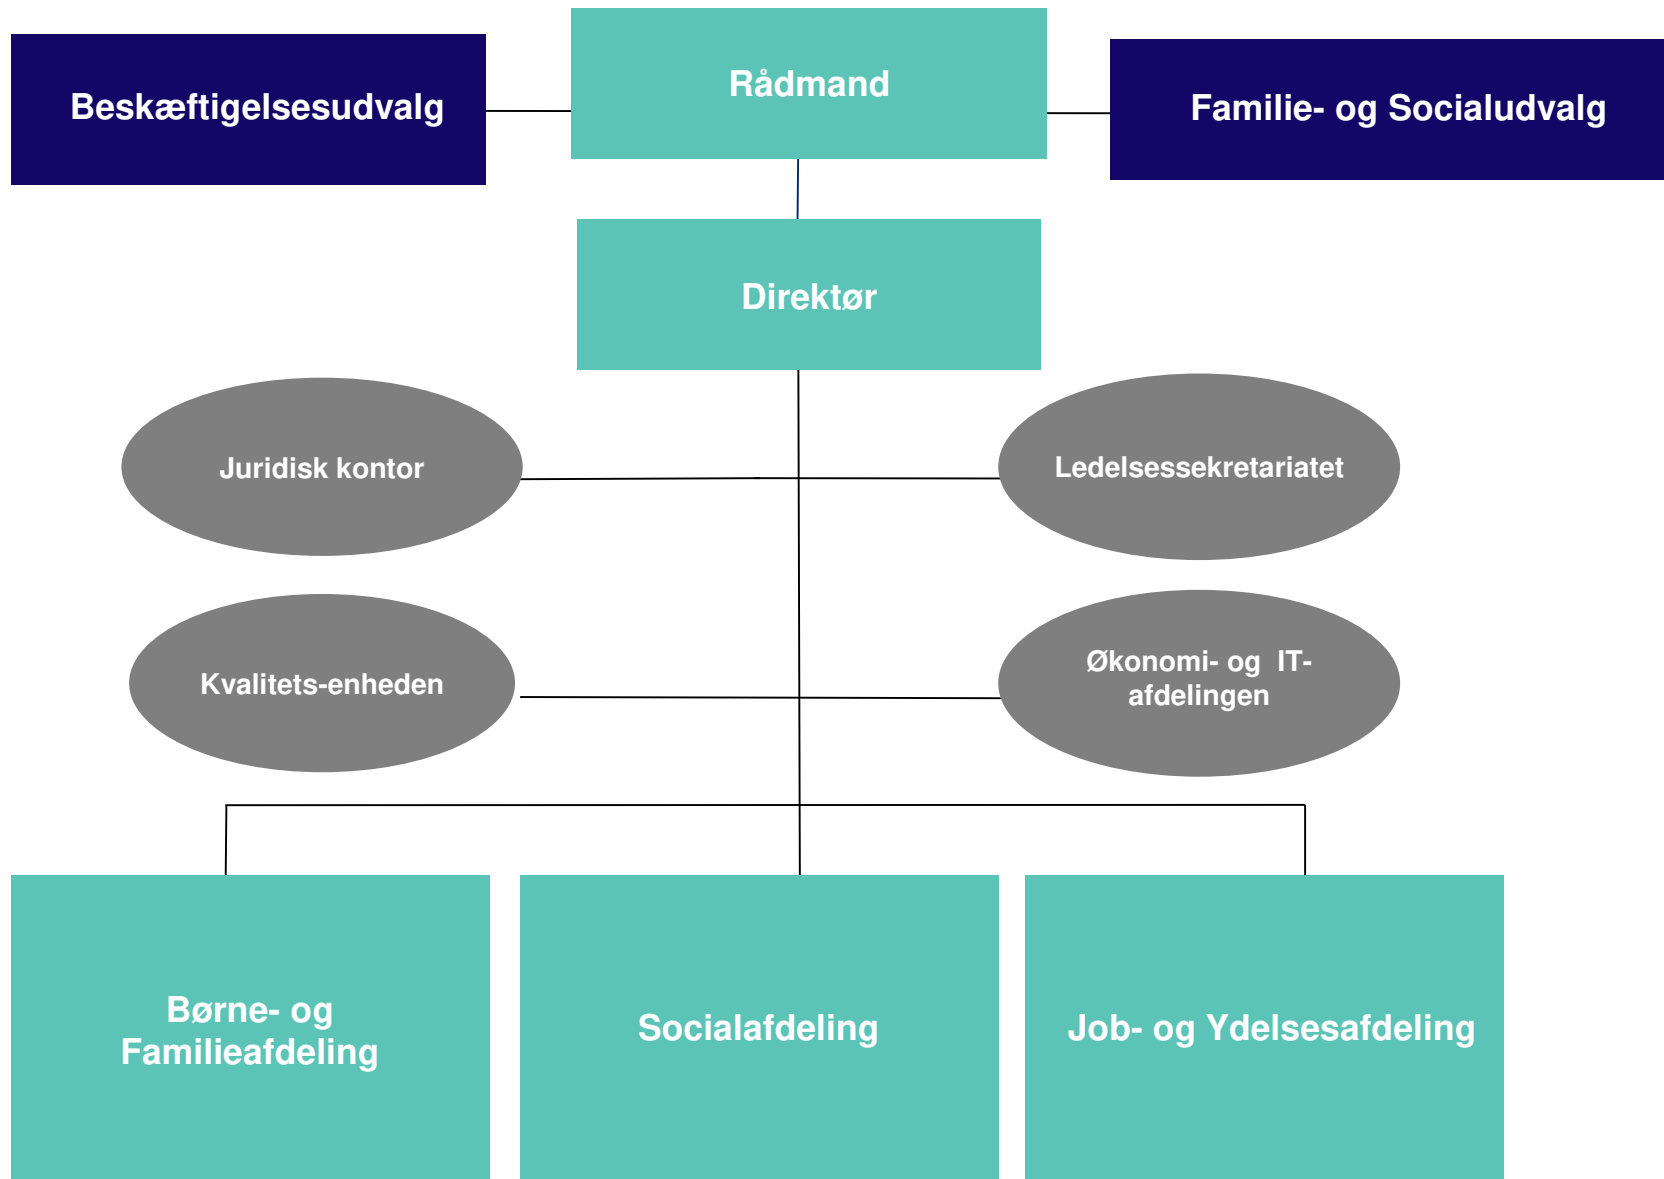 Beskæftigelsesudvalg
Rådmand
Familie- og Socialudvalg
Direktør
Juridisk kontor
Ledelsessekretariatet
Kvalitets-enheden
Økonomi- og  IT-
afdelingen
Børne- og
Familieafdeling
Socialafdeling
Job- og Ydelsesafdeling